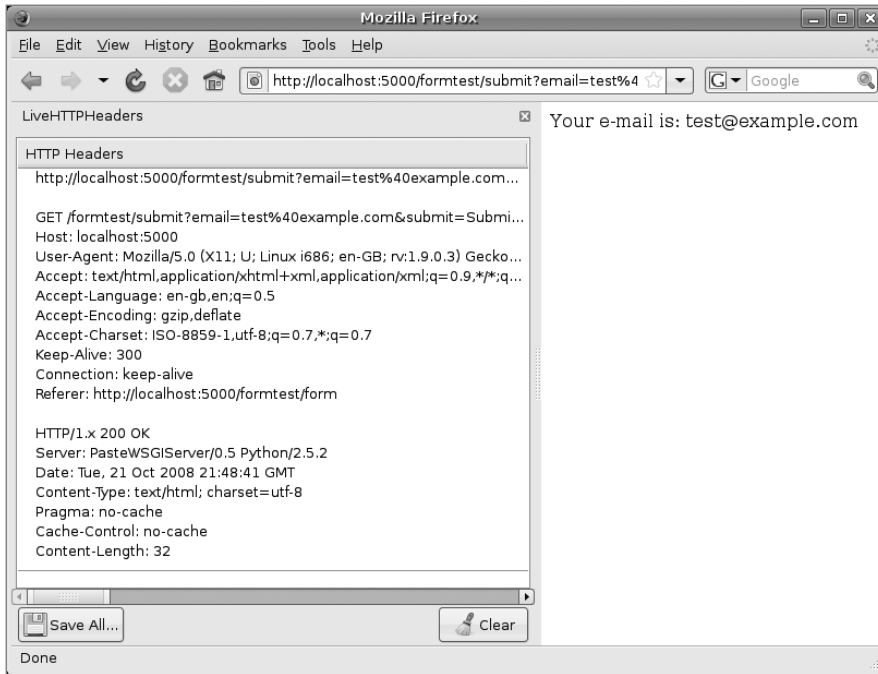 Mozilla Firefox
File Edit View History Bookmarks Tools Help
http://localhost:5000/formtest/submit?email=test%4
G Google
LiveHTTPHeaders
HTTP Headers
http://localhost:5000/formtest/submit?email=test%40example.com...
GET /formtest/submit?email=test%40example.com&submit=Submi...
Host: localhost:5000
User-Agent: Mozilla/5.0 (X11; U; Linux i686; en-GB; rv:1.9.0.3) Gecko...
Accept: text/html,application/xhtml+xml,application/xml;q=0.9,*/*;q...
Accept-Language: en-gb,en;q=0.5
Accept-Encoding: gzip,deflate
Accept-Charset: ISO-8859-1,utf-8;q=0.7,*;q=0.7
Keep-Alive: 300
Connection: keep-alive
Referer: http://localhost:5000/formtest/form
HTTP/1.x 200 OK
Server: PasteWSGIServer/0.5 Python/2.5.2
Date: Tue, 21 Oct 2008 21:48:41 GMT
Content-Type: text/html; charset=utf-8
Pragma: no-cache
Cache-Control: no-cache
Content-Length: 32
Save All...
Clear
Your e-mail is: test@example.com
Done